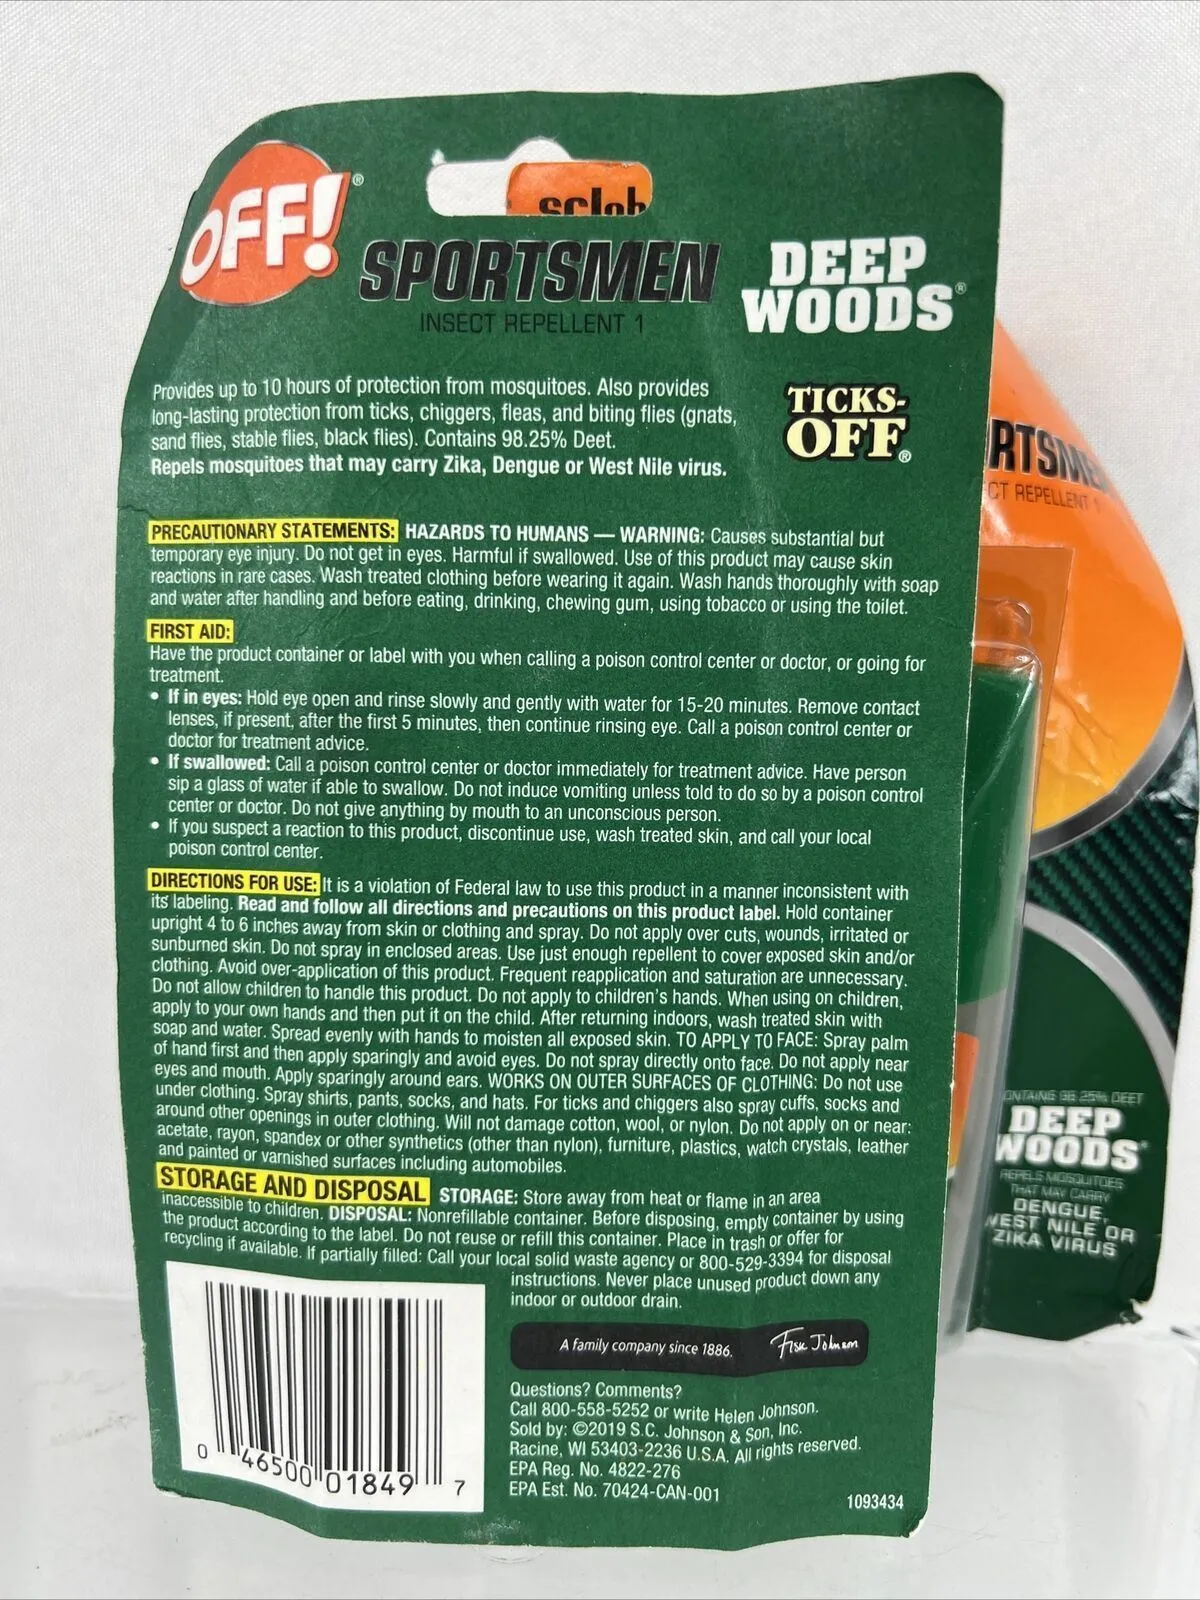 OFF!®
SPORTSMEN
INSECT REPELLENT 1
DEEP
WOODS®
Provides up to 10 hours of protection from mosquitoes. Also provides
long-lasting protection from ticks, chiggers, fleas, and biting flies (gnats,
sand flies, stable flies, black flies). Contains 98.25% Deet.
Repels mosquitoes that may carry Zika, Dengue or West Nile virus.
TICKS-
OFF®
PRECAUTIONARY STATEMENTS: HAZARDS TO HUMANS — WARNING: Causes substantial but
temporary eye injury. Do not get in eyes. Harmful if swallowed. Use of this product may cause skin
reactions in rare cases. Wash treated clothing before wearing it again. Wash hands thoroughly with soap
and water after handling and before eating, drinking, chewing gum, using tobacco or using the toilet.
FIRST AID:
Have the product container or label with you when calling a poison control center or doctor, or going for
treatment.
• If in eyes: Hold eye open and rinse slowly and gently with water for 15-20 minutes. Remove contact
lenses, if present, after the first 5 minutes, then continue rinsing eye. Call a poison control center or
doctor for treatment advice.
• If swallowed: Call a poison control center or doctor immediately for treatment advice. Have person
sip a glass of water if able to swallow. Do not induce vomiting unless told to do so by a poison control
center or doctor. Do not give anything by mouth to an unconscious person.
• If you suspect a reaction to this product, discontinue use, wash treated skin, and call your local
poison control center.
DIRECTIONS FOR USE: It is a violation of Federal law to use this product in a manner inconsistent with
its labeling. Read and follow all directions and precautions on this product label. Hold container
upright 4 to 6 inches away from skin or clothing and spray. Do not apply over cuts, wounds, irritated or
sunburned skin. Do not spray in enclosed areas. Use just enough repellent to cover exposed skin and/or
clothing. Avoid over-application of this product. Frequent reapplication and saturation are unnecessary.
Do not allow children to handle this product. Do not apply to children's hands. When using on children,
apply to your own hands and then put it on the child. After returning indoors, wash treated skin with
soap and water. Spread evenly with hands to moisten all exposed skin. TO APPLY TO FACE: Spray palm
of hand first and then apply sparingly and avoid eyes. Do not spray directly onto face. Do not apply near
eyes and mouth. Apply sparingly around ears. WORKS ON OUTER SURFACES OF CLOTHING: Do not use
under clothing. Spray shirts, pants, socks, and hats. For ticks and chiggers also spray cuffs, socks and
around other openings in outer clothing. Will not damage cotton, wool, or nylon. Do not apply on or near:
acetate, rayon, spandex or other synthetics (other than nylon), furniture, plastics, watch crystals, leather
and painted or varnished surfaces including automobiles.
STORAGE AND DISPOSAL STORAGE: Store away from heat or flame in an area
inaccessible to children. DISPOSAL: Nonrefillable container. Before disposing, empty container by using
the product according to the label. Do not reuse or refill this container. Place in trash or offer for
recycling if available. If partially filled: Call your local solid waste agency or 800-529-3394 for disposal
instructions. Never place unused product down any
indoor or outdoor drain.
A family company since 1886. Fisk Johnson
Questions? Comments?
Call 800-558-5252 or write Helen Johnson.
Sold by: ©2019 S.C. Johnson & Son, Inc.
Racine, WI 53403-2236 U.S.A. All rights reserved.
EPA Reg. No. 4822-276
EPA Est. No. 70424-CAN-001
1093434
0 46500 01849 7
RTSMEN
CT REPELLENT 1
ONTAINS 98.25% DEET
DEEP
WOODS®
REPELS MOSQUITOES
THAT MAY CARRY
DENGUE,
WEST NILE OR
ZIKA VIRUS